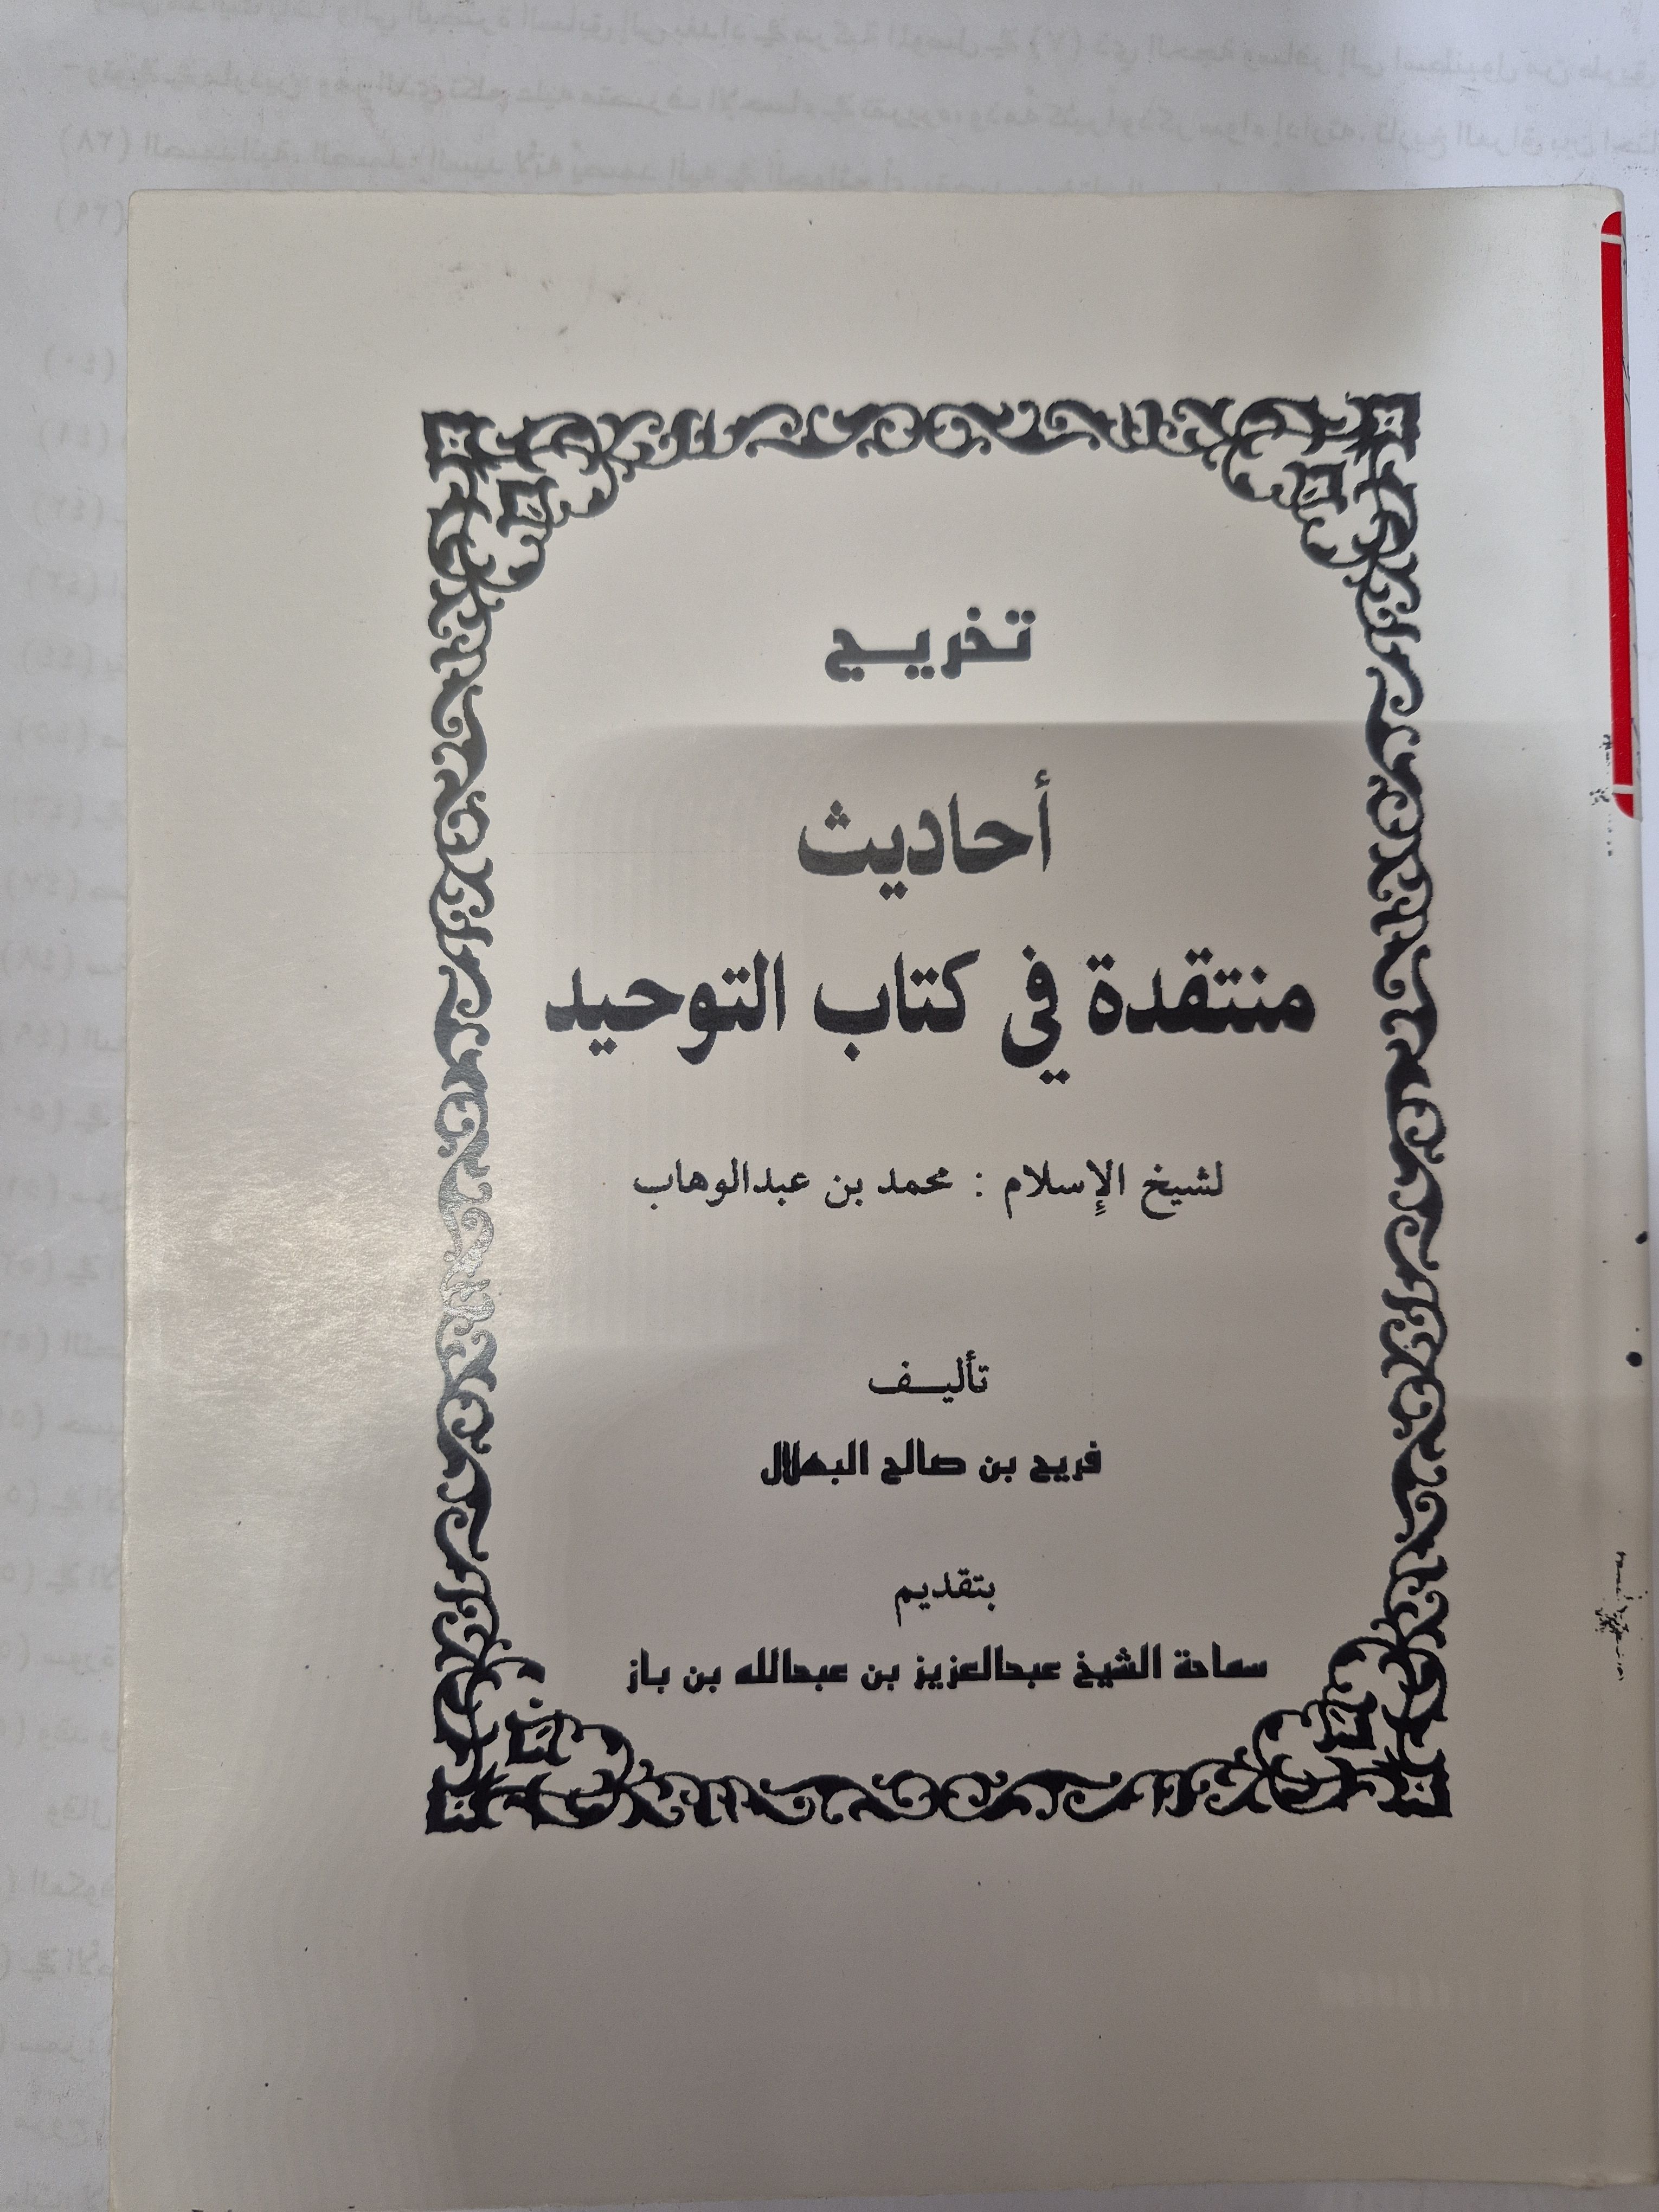 تخريج
أحاديث
منتقدة في كتاب التوحيد
لشيخ الإسلام : محمد بن عبدالوهاب
تأليف
فريح بن صالح البهلال
بتقديم
سماحة الشيخ عبدالعزيز بن عبدالله بن باز